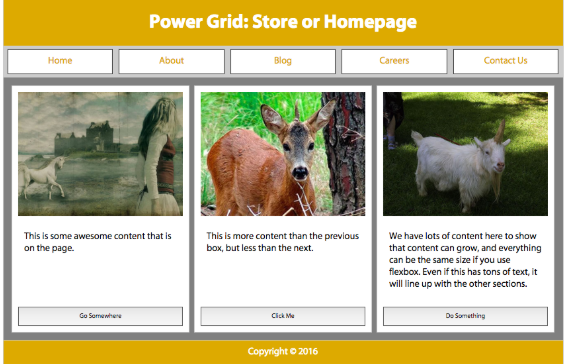 Power Grid: Store or Homepage
Home
About
Blog
Careers
Contact Us
This is some awesome content that is
on the page.
Go Somewhere
This is more content than the previous
box, but less than the next.
Click Me
We have lots of content here to show
that content can grow, and everything
can be the same size if you use
flexbox. Even if this has tons of text, it
will line up with the other sections.
Do Something
Copyright © 2016